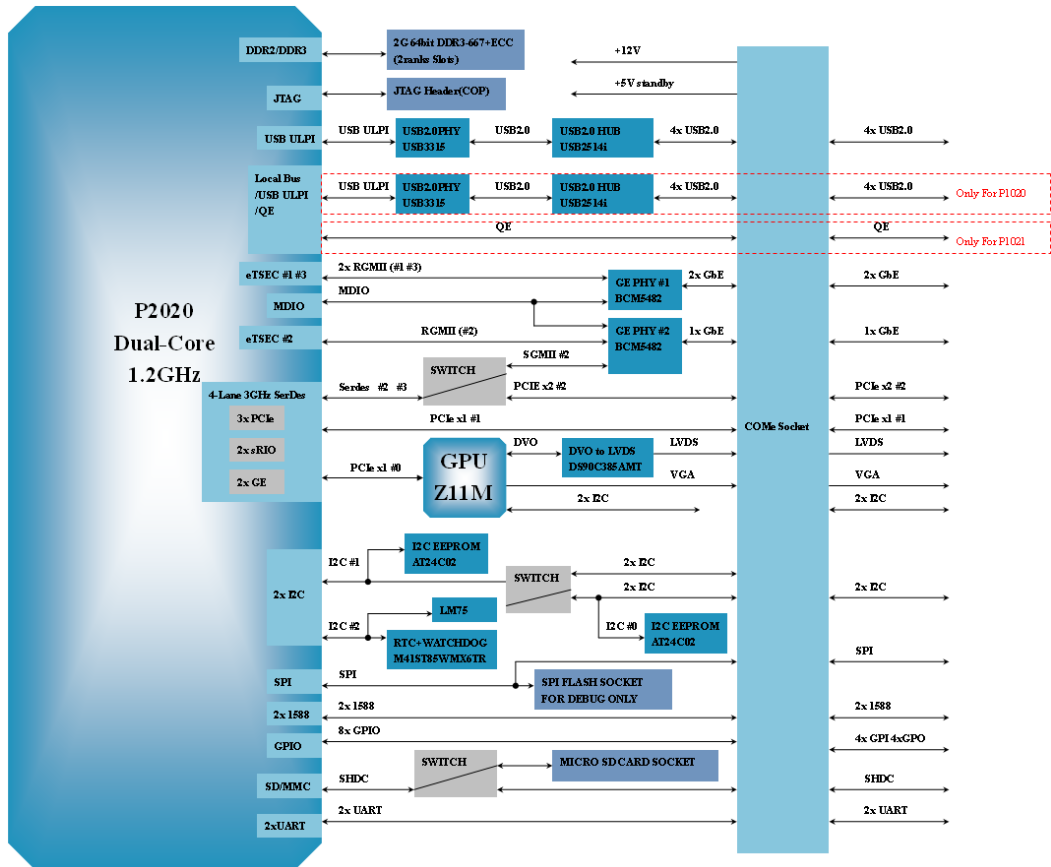 P2020
Dual-Core
1.2GHz
DDR2/DDR3
2G 64bit DDR3-667+ECC
(2ranks Slots)
+12V
JTAG
JTAG Header(COP)
+5V standby
USB ULPI
USB ULPI
USB2.0PHY
USB3315
USB2.0
USB2.0 HUB
USB2514i
4x USB2.0
4x USB2.0
Local Bus
/USB ULPI
/QE
USB ULPI
USB2.0PHY
USB3315
USB2.0
USB2.0 HUB
USB2514i
4x USB2.0
4x USB2.0
Only For P1020
QE
QE
Only For P1021
eTSEC #1 #3
2x RGMII (#1 #3)
GE PHY #1
BCM5482
2x GbE
2x GbE
MDIO
MDIO
eTSEC #2
RGMII (#2)
GE PHY #2
BCM5482
1x GbE
1x GbE
SGMII #2
SWITCH
4-Lane 3GHz SerDes
Serdes #2 #3
PCIE x2 #2
PCIe x2 #2
3x PCIe
2x sRIO
2x GE
PCIe x1 #1
COMe Socket
PCIe x1 #1
PCIe x1 #0
GPU
Z11M
DVO
DVO to LVDS
DS90C385AMT
LVDS
LVDS
VGA
VGA
2x I2C
2x I2C
2x I2C
I2C #1
I2C EEPROM
AT24C02
SWITCH
2x I2C
2x I2C
2x I2C
I2C #2
LM75
RTC+WATCHDOG
M41ST85WMX6TR
I2C #0
I2C EEPROM
AT24C02
SPI
SPI
SPI FLASH SOCKET
FOR DEBUG ONLY
SPI
2x 1588
2x 1588
2x 1588
GPIO
8x GPIO
4x GPI 4xGPO
SD/MMC
SHDC
SWITCH
MICRO SD CARD SOCKET
SHDC
2xUART
2x UART
2x UART